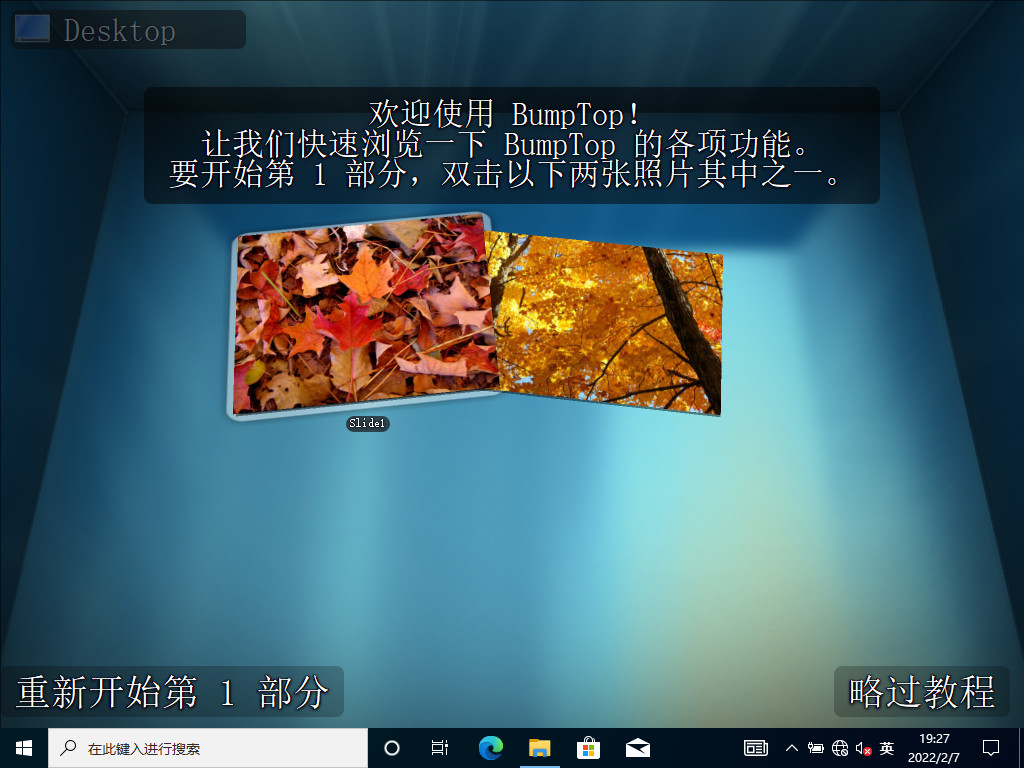 Desktop
欢迎使用 BumpTop!
让我们快速浏览一下 BumpTop 的各项功能。
要开始第 1 部分，双击以下两张照片其中之一。
Slide1
重新开始第 1 部分
略过教程
在此键入进行搜索
英
19:27
2022/2/7